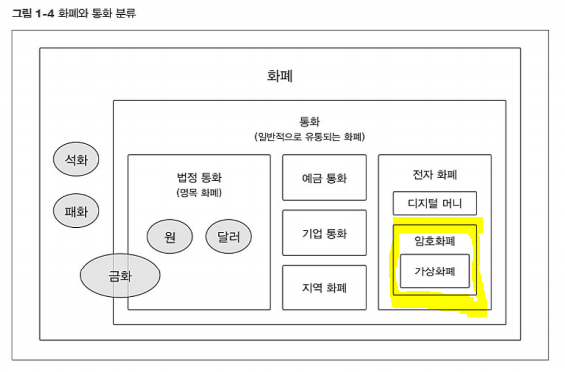 그림 1-4 화폐와 통화 분류
화폐
통화
(일반적으로 유통되는 화폐)
석화
패화
금화
법정 통화
(명목 화폐)
원
달러
예금 통화
기업 통화
지역 화폐
전자 화폐
디지털 머니
암호화폐
가상화폐